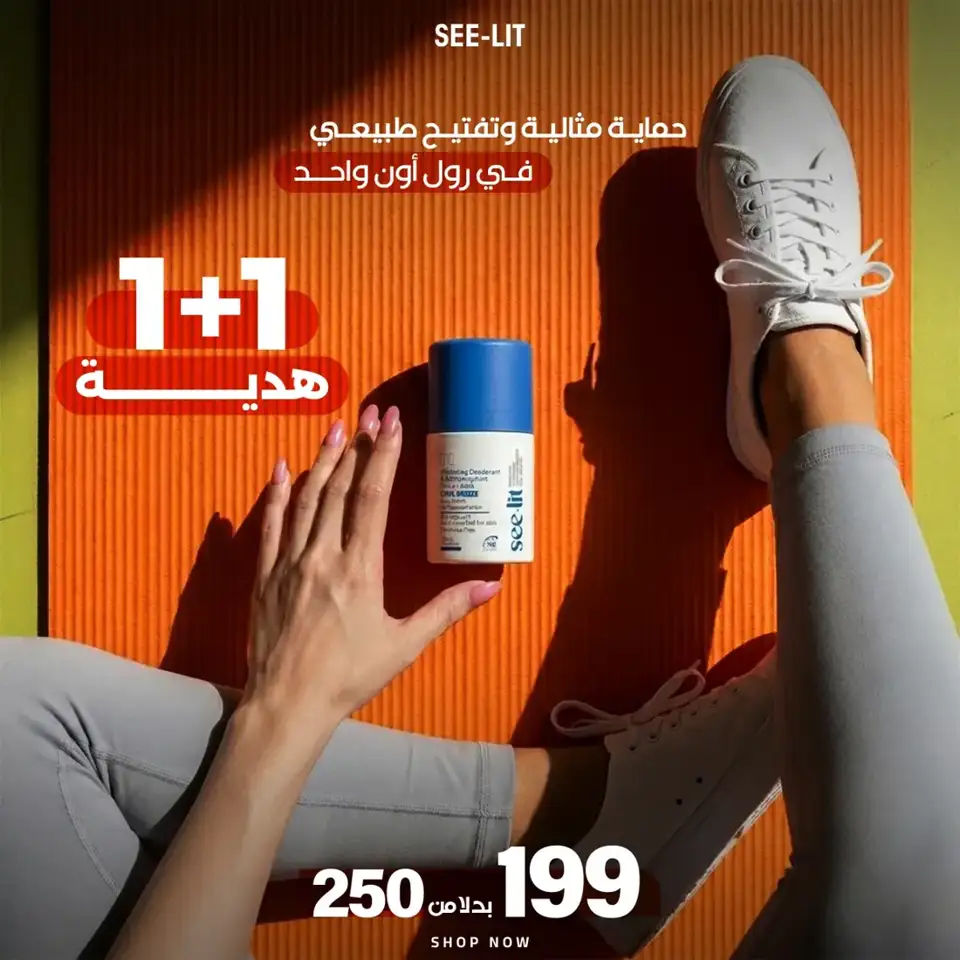 SEE-LIT
حماية مثالية وتفتيح طبيعي
في رول أون واحد
1+1
هدية
Deodorant
see·lit
199 بدلا من 250
SHOP NOW